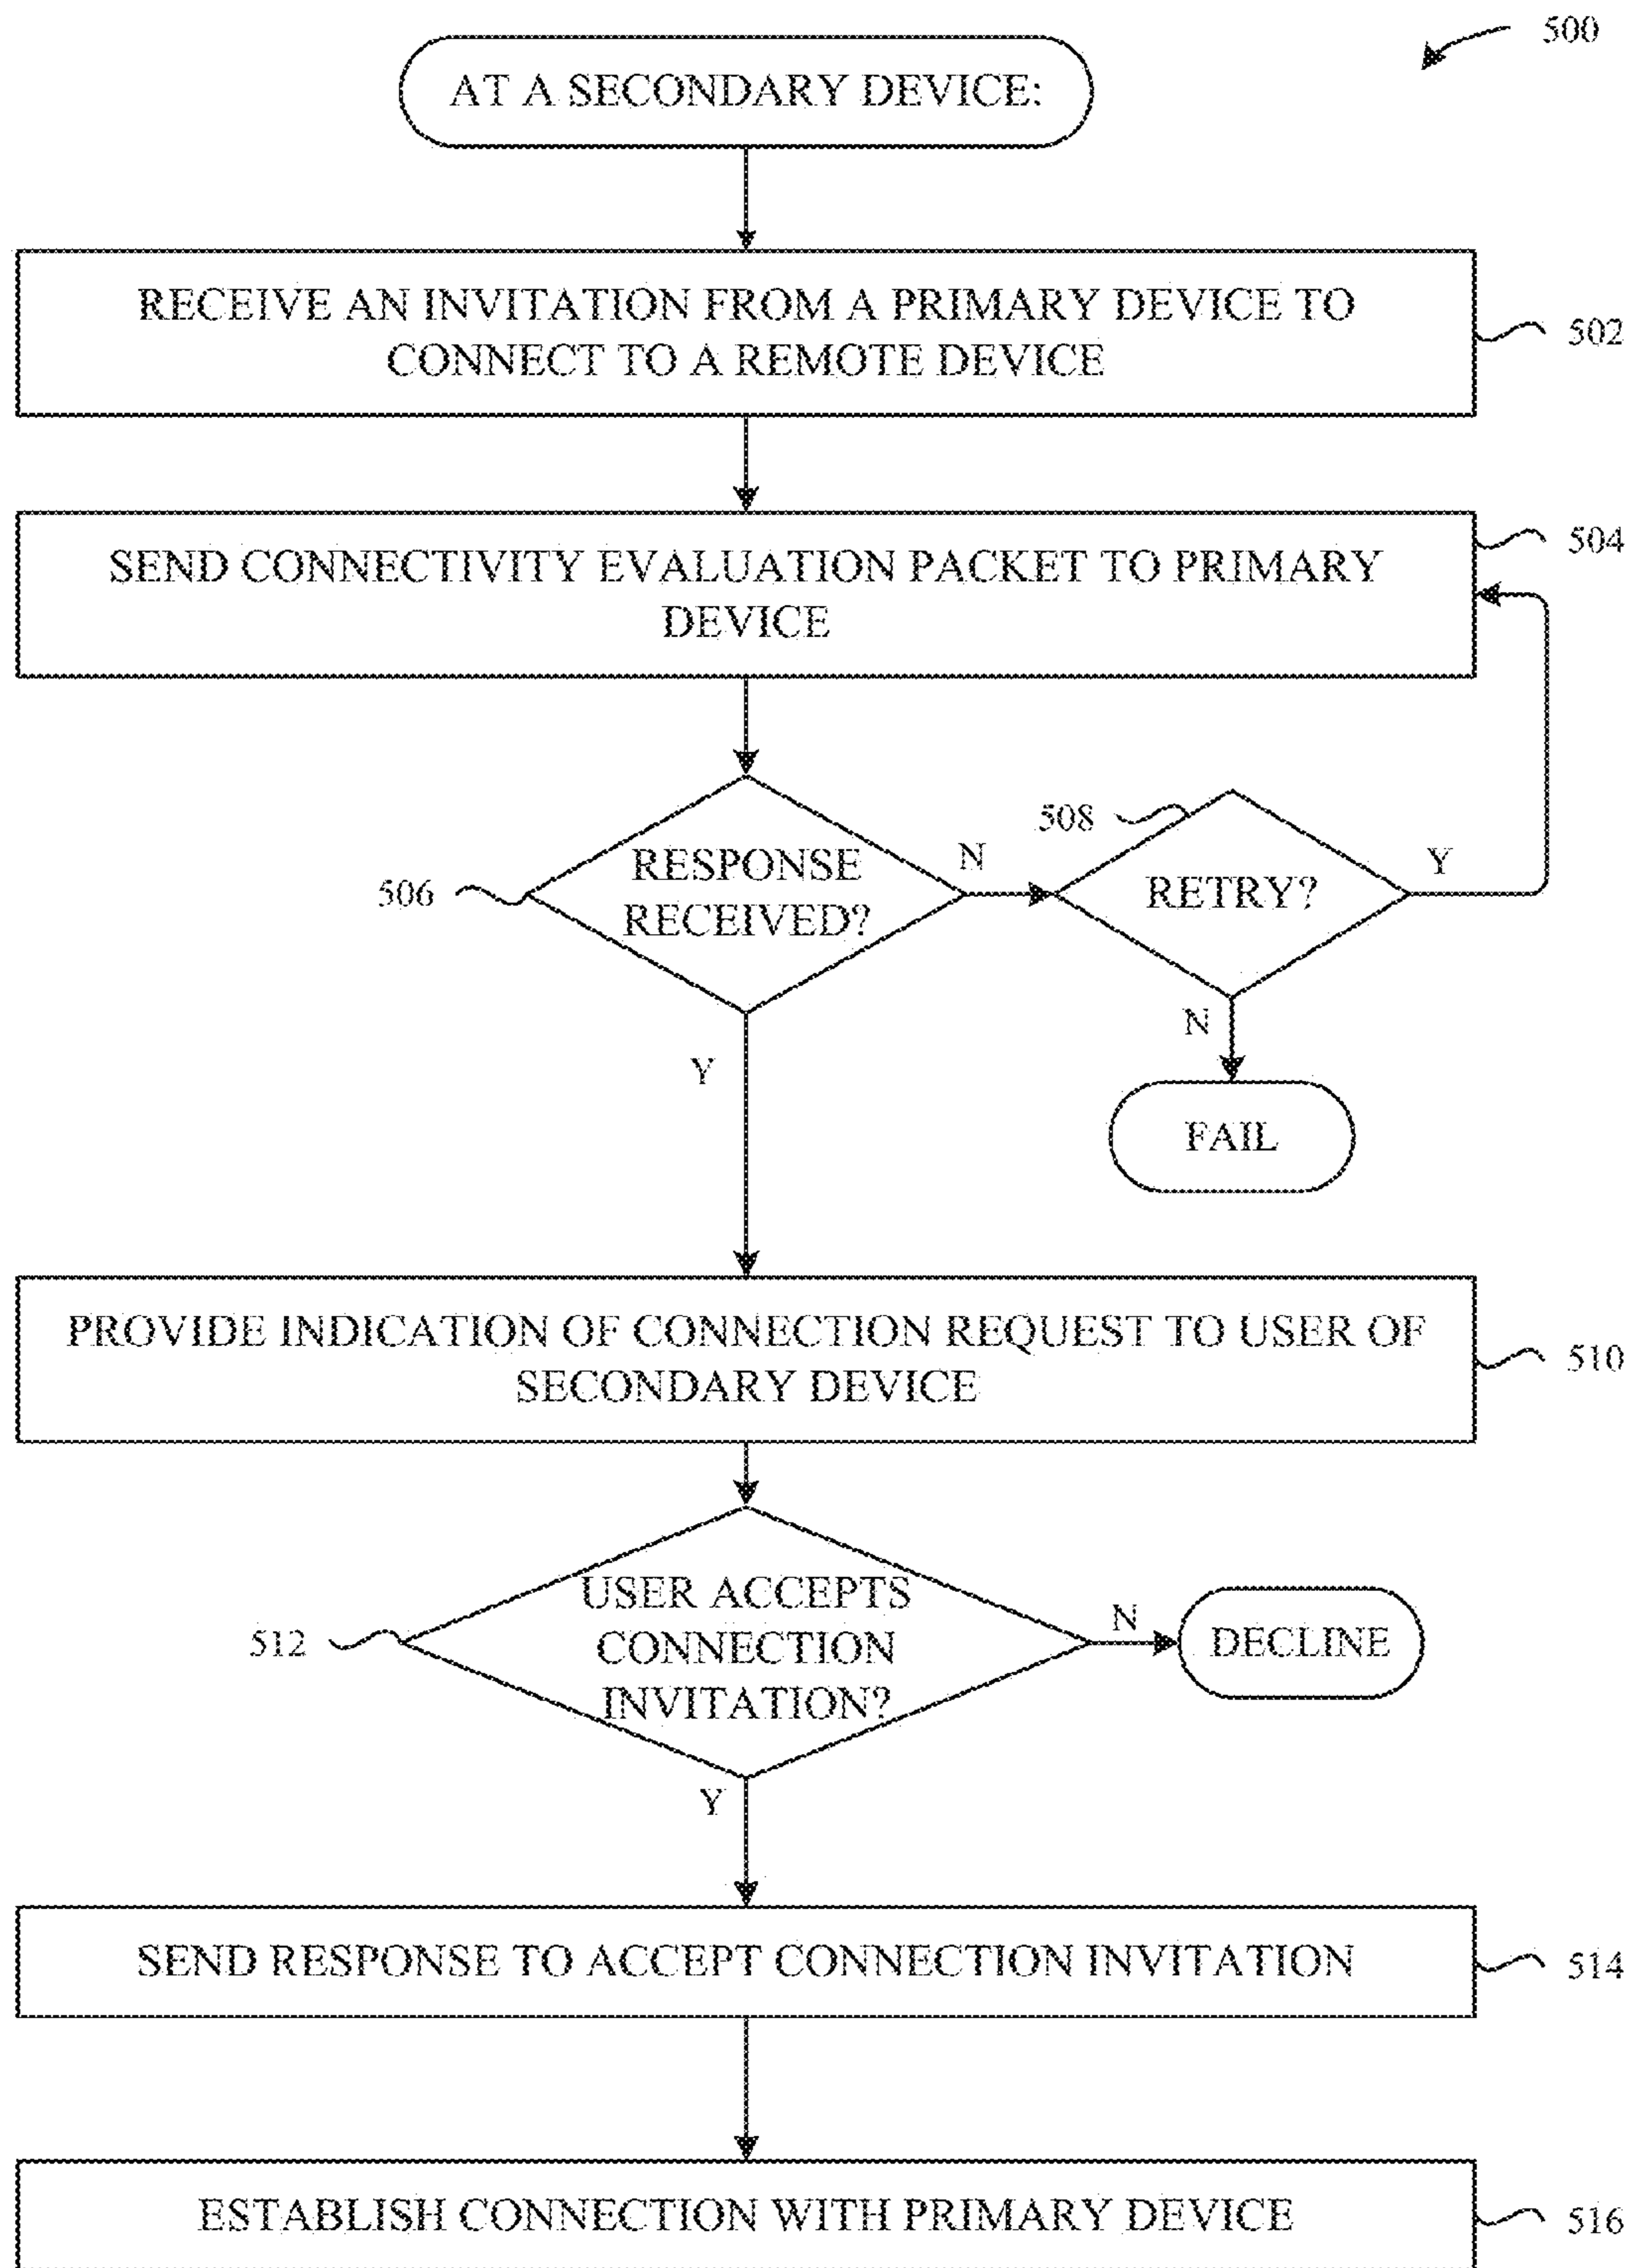 500
AT A SECONDARY DEVICE:
RECEIVE AN INVITATION FROM A PRIMARY DEVICE TO
CONNECT TO A REMOTE DEVICE
502
SEND CONNECTIVITY EVALUATION PACKET TO PRIMARY
DEVICE
504
506
RESPONSE
RECEIVED?
N
508
RETRY?
Y
N
FAIL
Y
PROVIDE INDICATION OF CONNECTION REQUEST TO USER OF
SECONDARY DEVICE
510
512
USER ACCEPTS
CONNECTION
INVITATION?
N
DECLINE
Y
SEND RESPONSE TO ACCEPT CONNECTION INVITATION
514
ESTABLISH CONNECTION WITH PRIMARY DEVICE
516